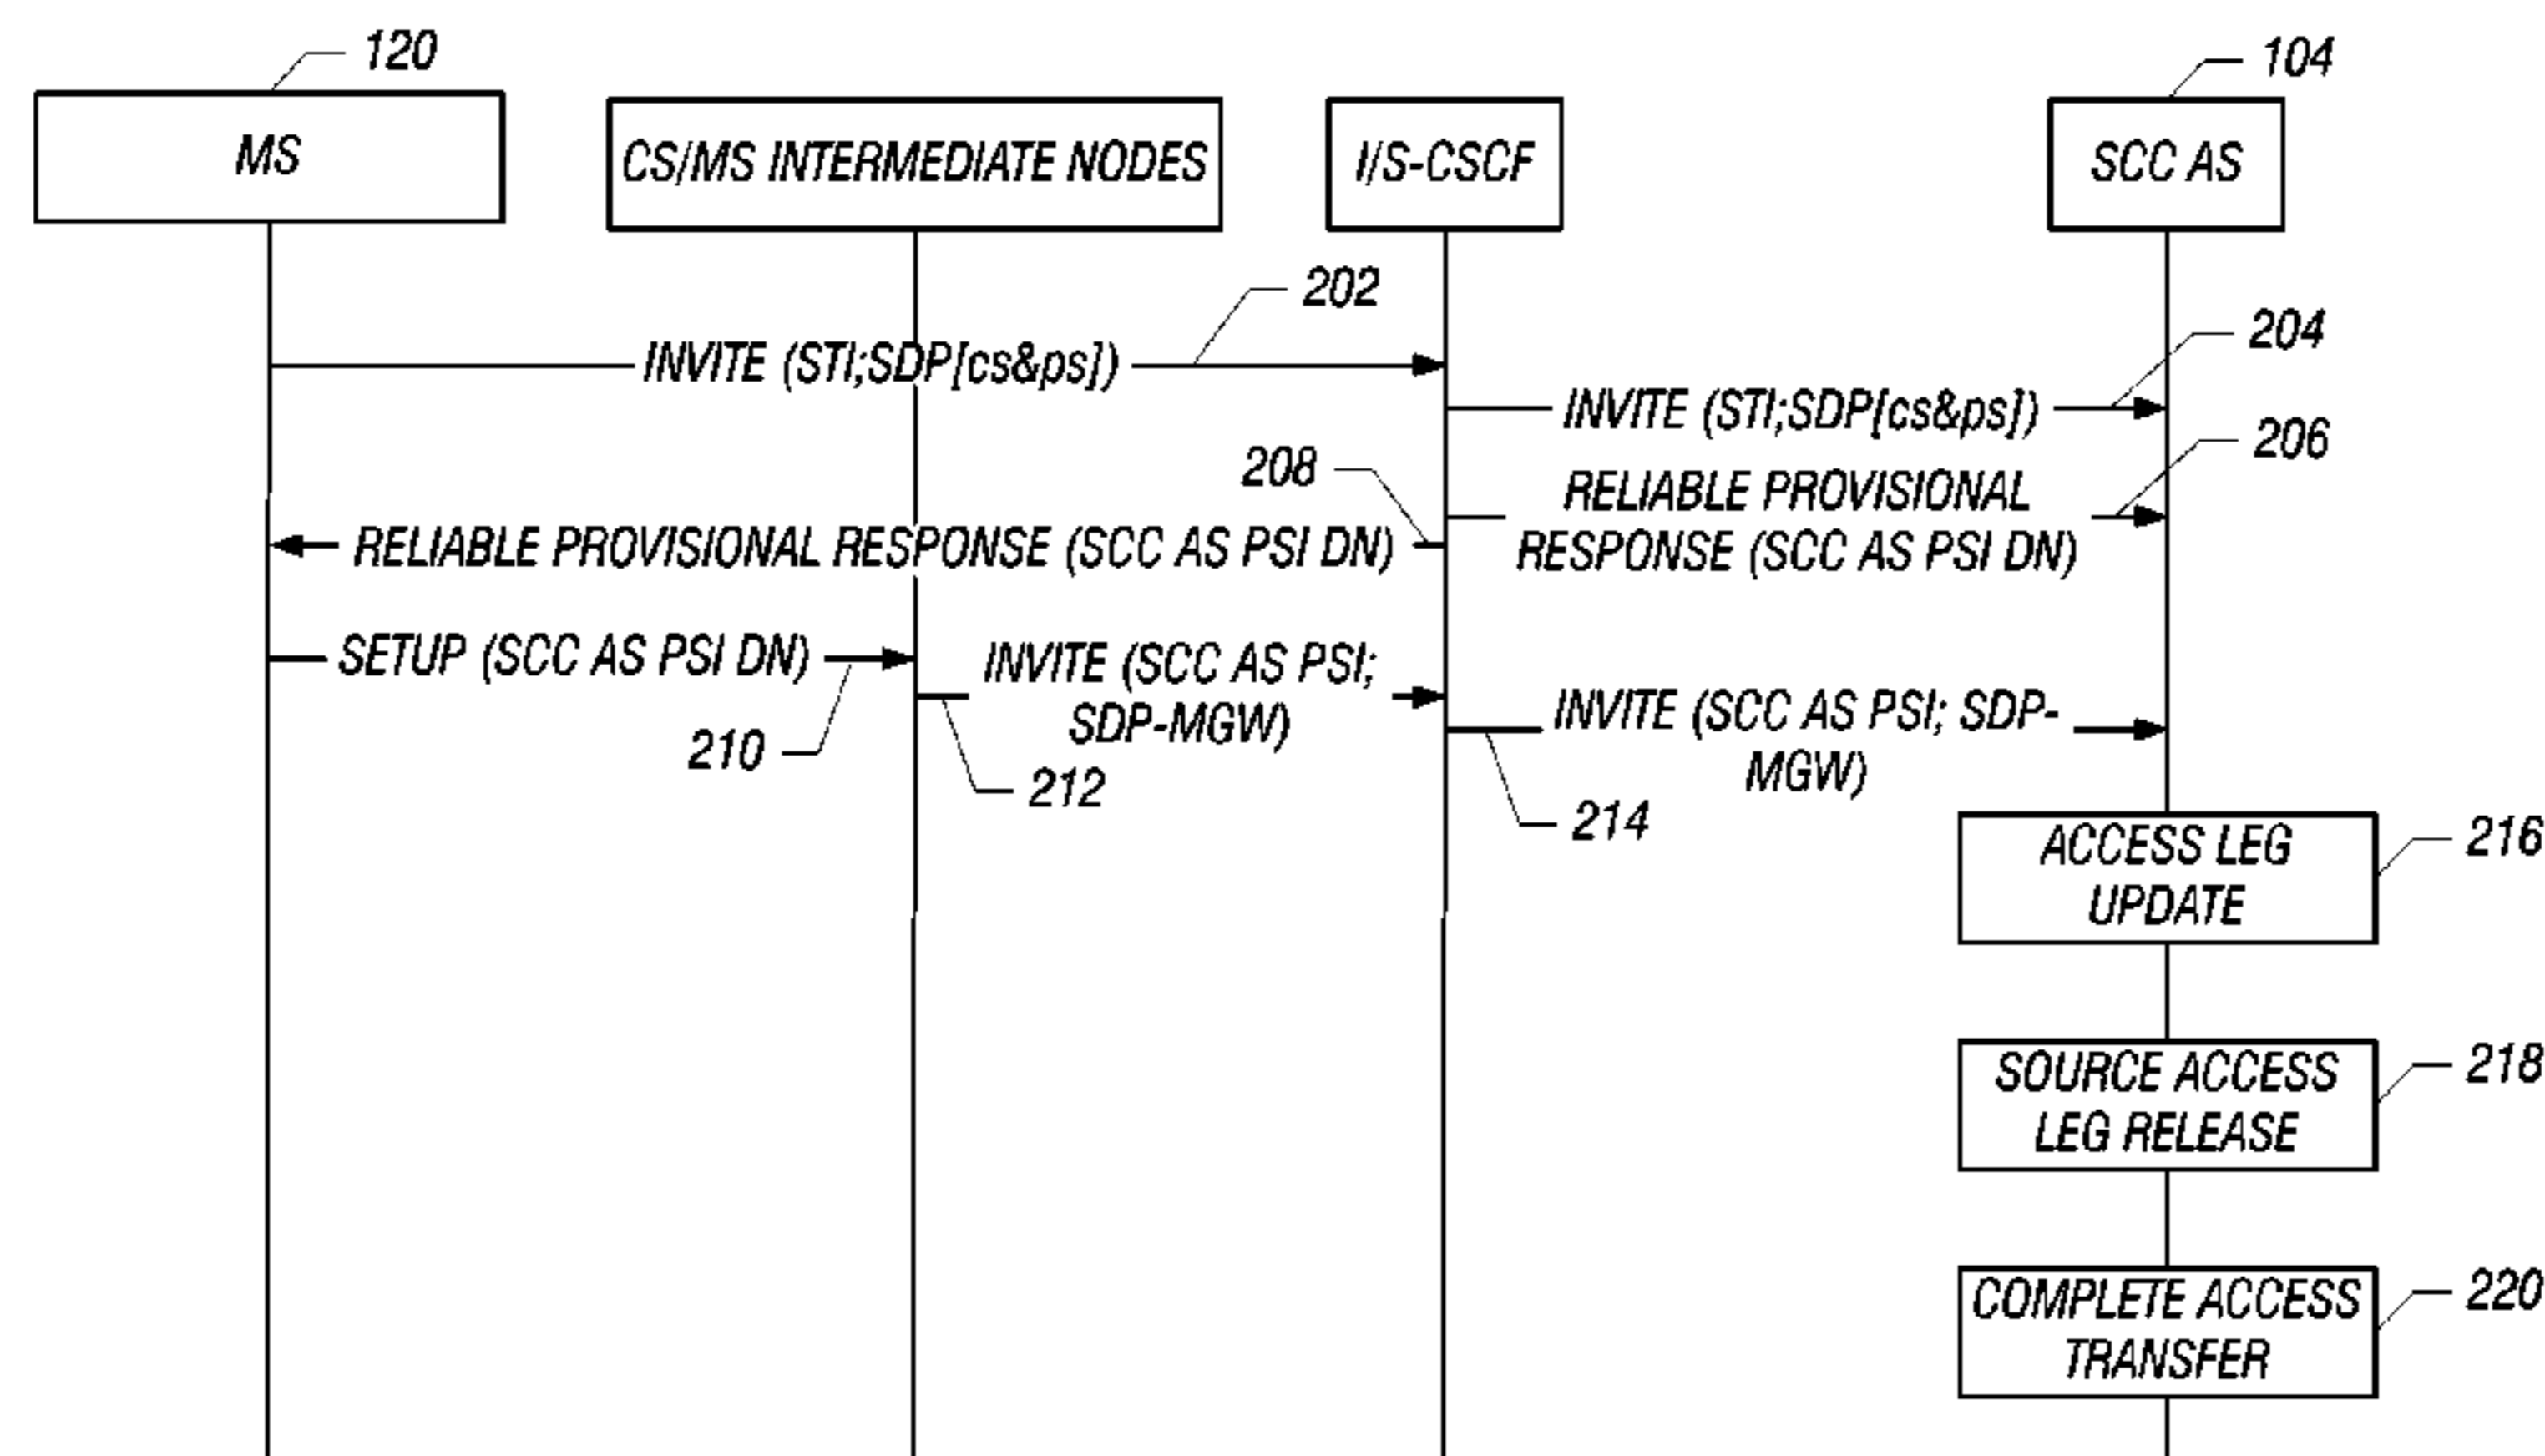 120
104
MS
CS/MS INTERMEDIATE NODES
I/S-CSCF
SCC AS
202
INVITE (STI;SDP[cs&ps])
204
INVITE (STI;SDP[cs&ps])
206
208
RELIABLE PROVISIONAL
RESPONSE (SCC AS PSI DN)
RELIABLE PROVISIONAL RESPONSE (SCC AS PSI DN)
SETUP (SCC AS PSI DN)
210
INVITE (SCC AS PSI;
SDP-MGW)
212
INVITE (SCC AS PSI; SDP-
MGW)
214
ACCESS LEG
UPDATE
216
SOURCE ACCESS
LEG RELEASE
218
COMPLETE ACCESS
TRANSFER
220